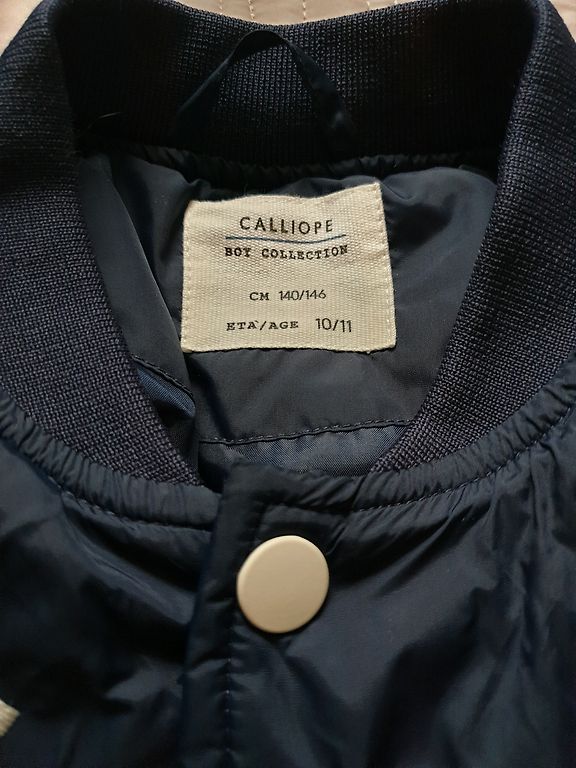 CALLIOPE
BOY COLLECTION
CM 140/146
ETA'/AGE 10/11